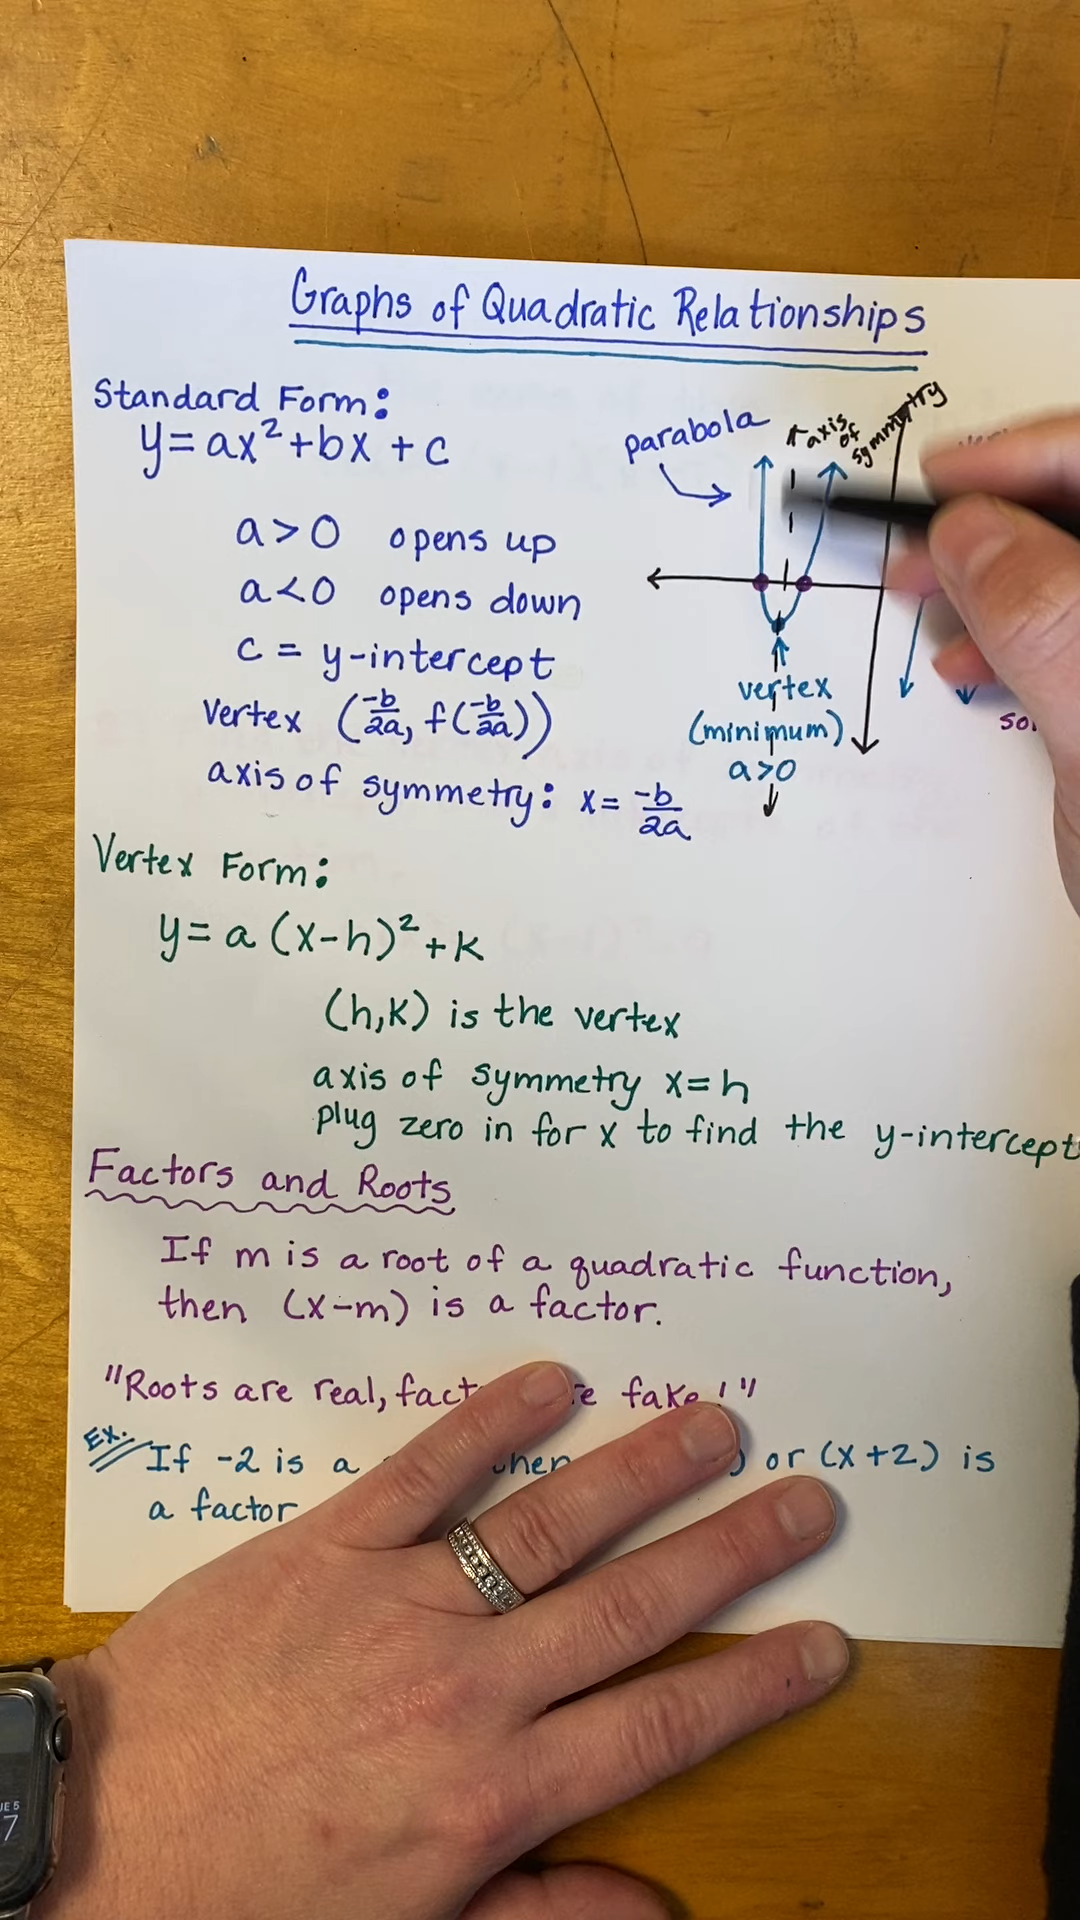 Graphs of Quadratic Relationships
Standard Form:
y=ax²+bx+c
parabola
axis
of
symmetry
a>0 opens up
a<0 opens down
c = y-intercept
vertex (-b/2a, f(-b/2a))
axis of symmetry: x= -b/2a
vertex
(minimum)
a>0
Vertex Form:
y=a(x-h)²+k
(h,k) is the vertex
axis of symmetry x=h
plug zero in for x to find the y-intercept
Factors and Roots
If m is a root of a quadratic function,
then (x-m) is a factor.
"Roots are real, fake!"
Ex. If -2 is a or (x+2) is
a factor